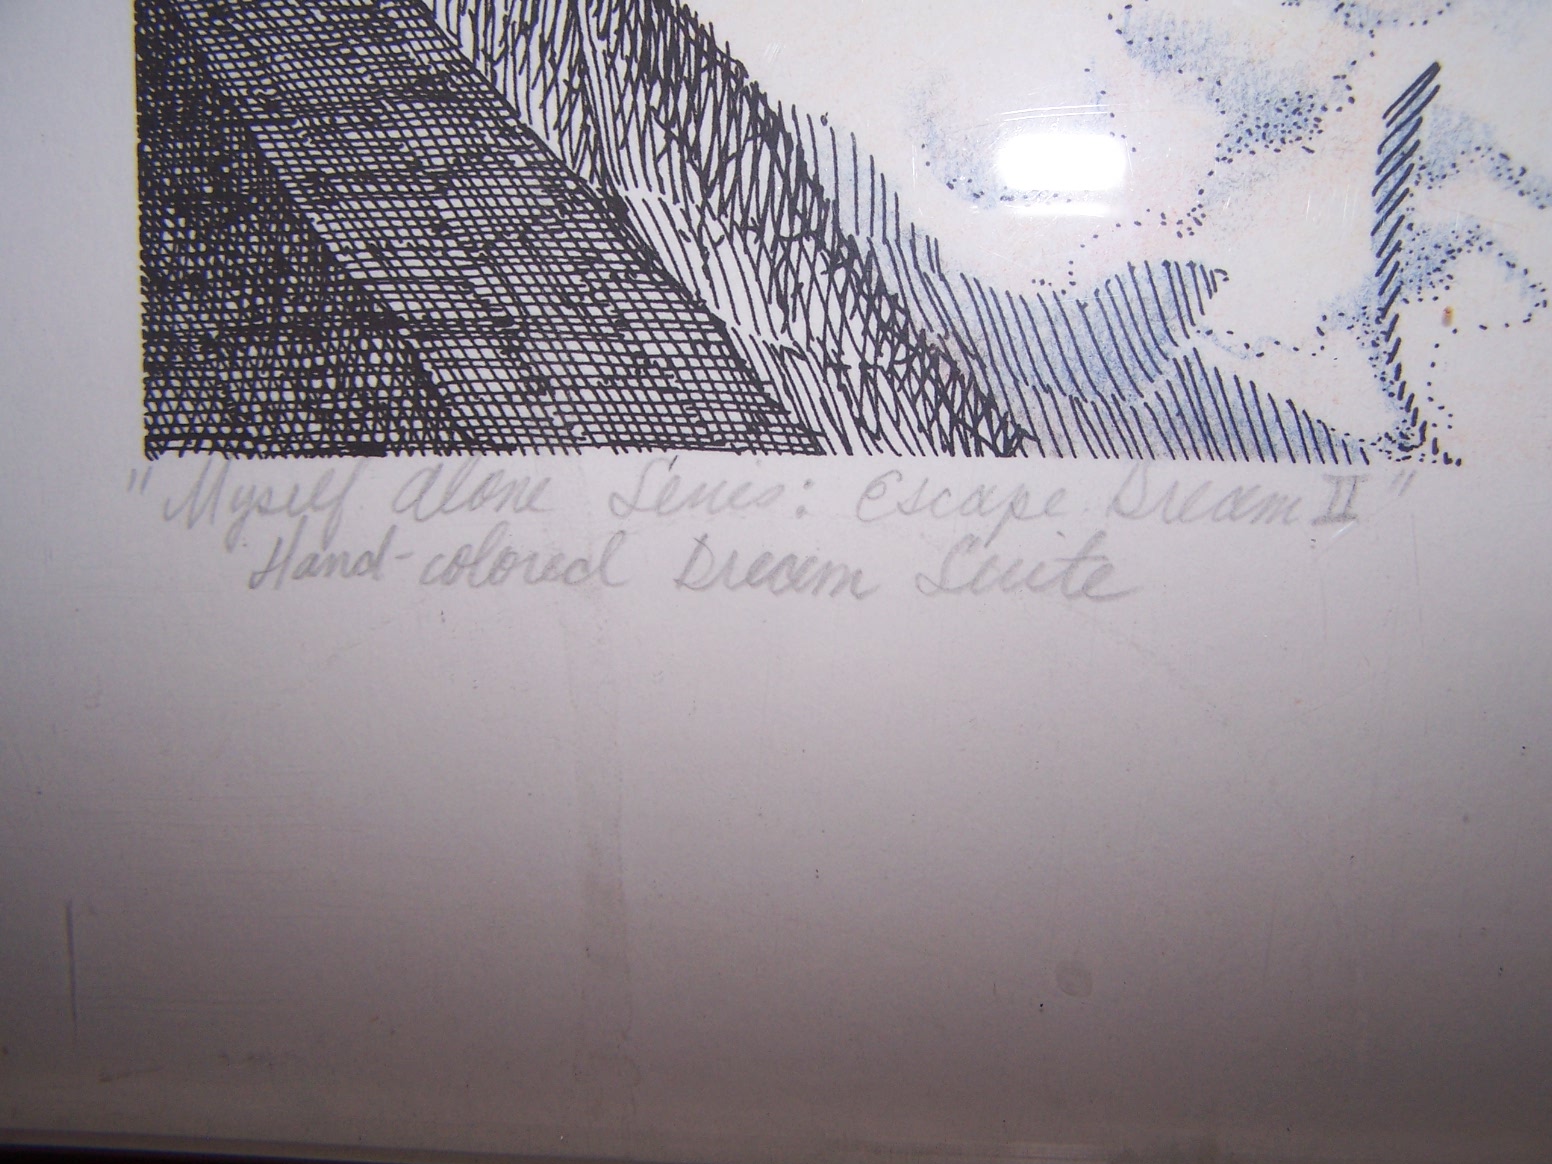 "Myself Alone Series: Escape Dream II"
Hand-colored Dream Suite